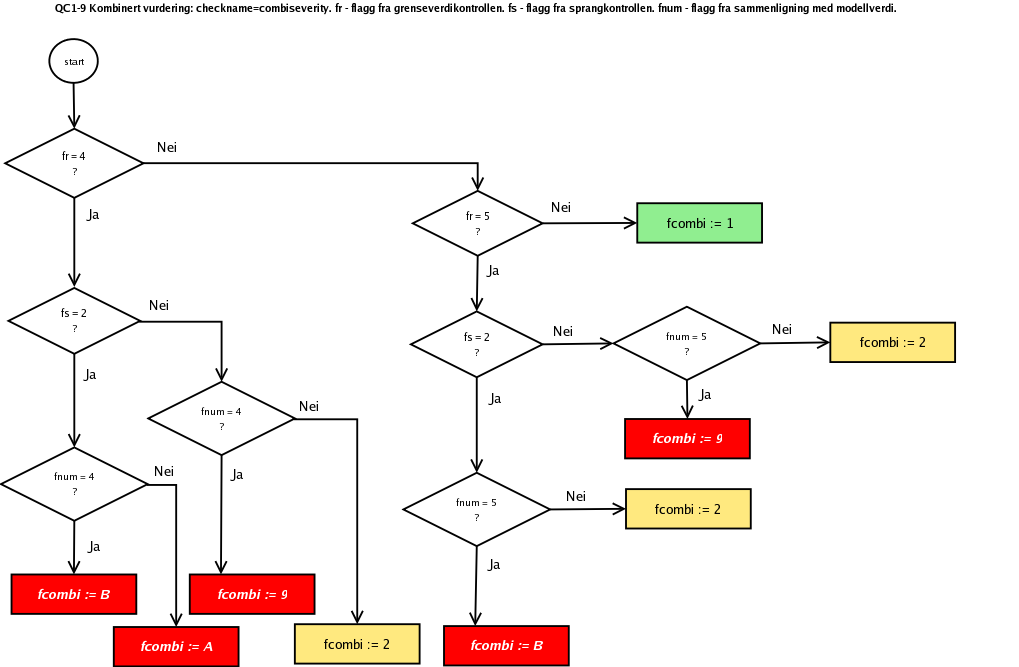 QC1-9 Kombinert vurdering: checkname=combiseverity. fr - flagg fra grenseverdikontrollen. fs - flagg fra sprangkontrollen. fnum - flagg fra sammenligning med modellverdi.
start
fr = 4
?
Nei
Ja
fr = 5
?
Nei
fcombi := 1
Ja
fs = 2
?
Nei
Ja
fs = 2
?
Nei
fnum = 5
?
Nei
fcombi := 2
Ja
Ja
fcombi := 9
fnum = 4
?
Nei
Ja
fnum = 4
?
Nei
Ja
fnum = 5
?
Nei
fcombi := 2
Ja
fcombi := B
fcombi := 9
fcombi := A
fcombi := 2
fcombi := B